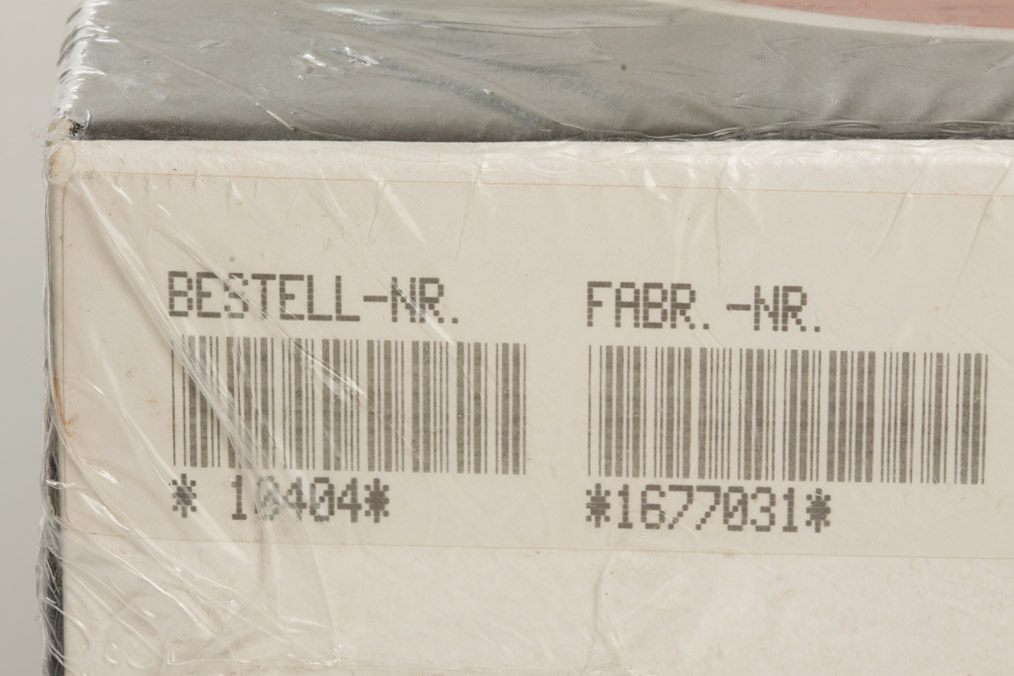 BESTELL-NR.
* 10404*
FABR.-NR.
*1677031*